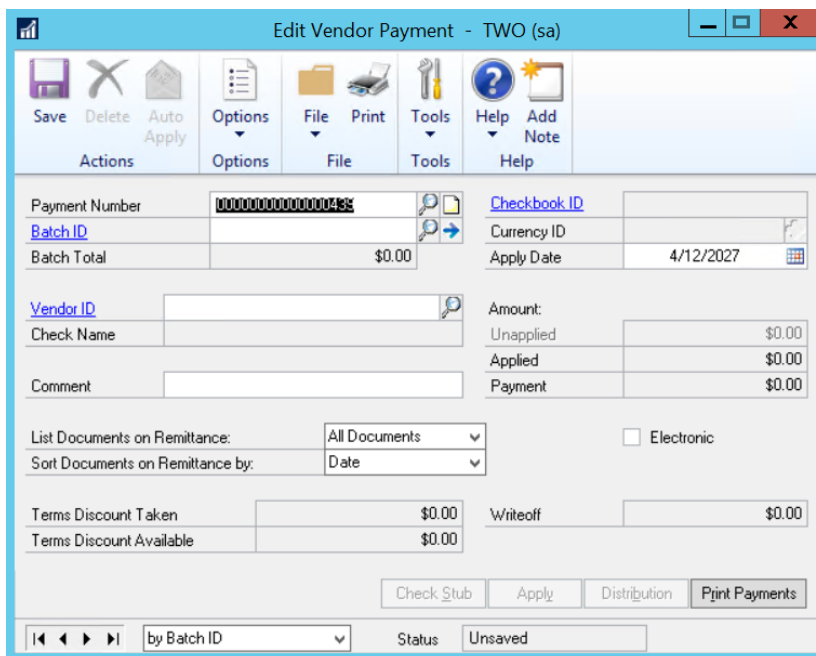 Edit Vendor Payment - TWO (sa)
Save Delete Auto Apply Options File Print Tools Help Add Note
Actions Options File Tools Help
Payment Number 00000000000000439 Checkbook ID
Batch ID Currency ID
Batch Total $0.00 Apply Date 4/12/2027
Vendor ID Amount:
Check Name Unapplied $0.00
Applied $0.00
Comment Payment $0.00
List Documents on Remittance: All Documents Electronic
Sort Documents on Remittance by: Date
Terms Discount Taken $0.00 Writeoff $0.00
Terms Discount Available $0.00
Check Stub Apply Distribution Print Payments
by Batch ID Status Unsaved